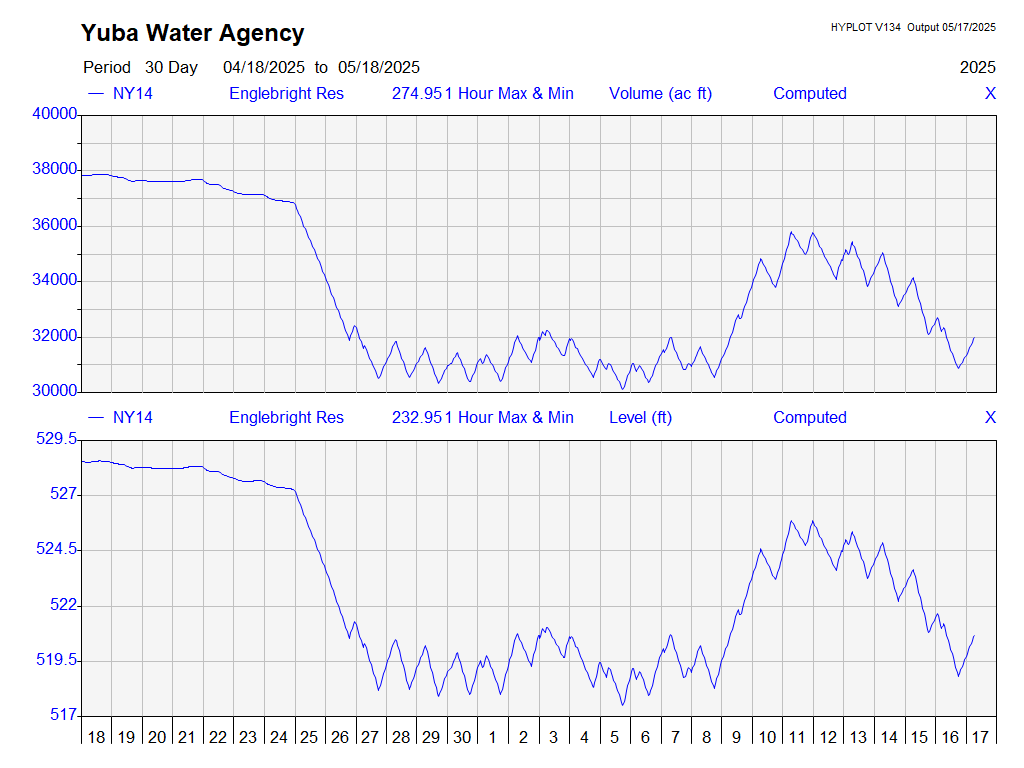 Yuba Water Agency
HYPLOT V134 Output 05/17/2025
Period 30 Day 04/18/2025 to 05/18/2025 2025
NY14 Englebright Res 274.951 Hour Max & Min Volume (ac ft) Computed X
40000
38000
36000
34000
32000
30000
NY14 Englebright Res 232.951 Hour Max & Min Level (ft) Computed X
529.5
527
524.5
522
519.5
517
18 19 20 21 22 23 24 25 26 27 28 29 30 1 2 3 4 5 6 7 8 9 10 11 12 13 14 15 16 17